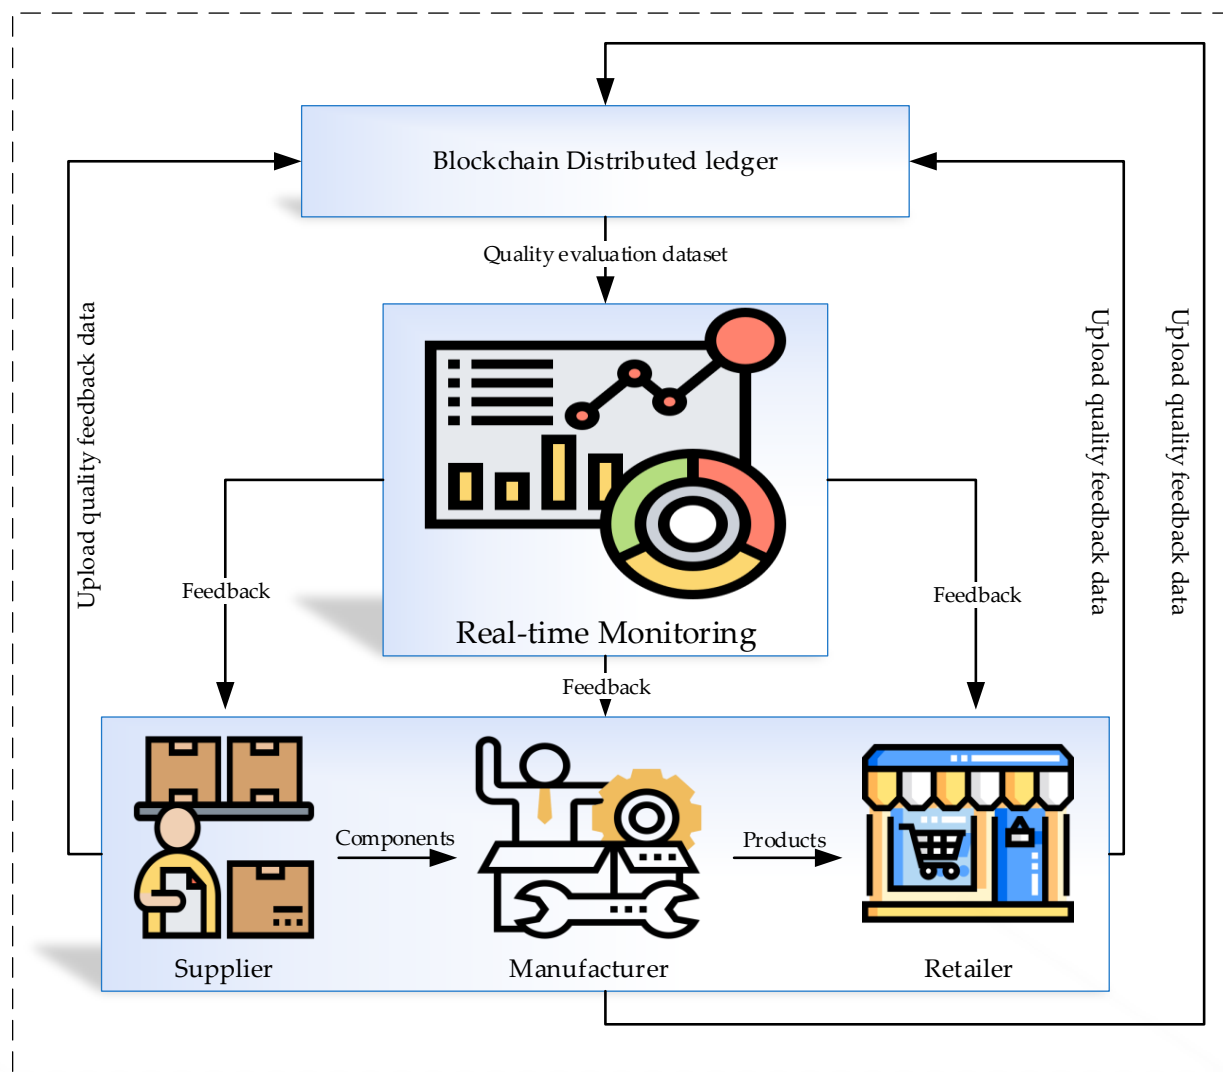 Blockchain Distributed ledger
Quality evaluation dataset
Upload quality feedback data
Upload quality feedback data
Upload quality feedback data
Feedback
Feedback
Real-time Monitoring
Feedback
Components
Products
Supplier
Manufacturer
Retailer